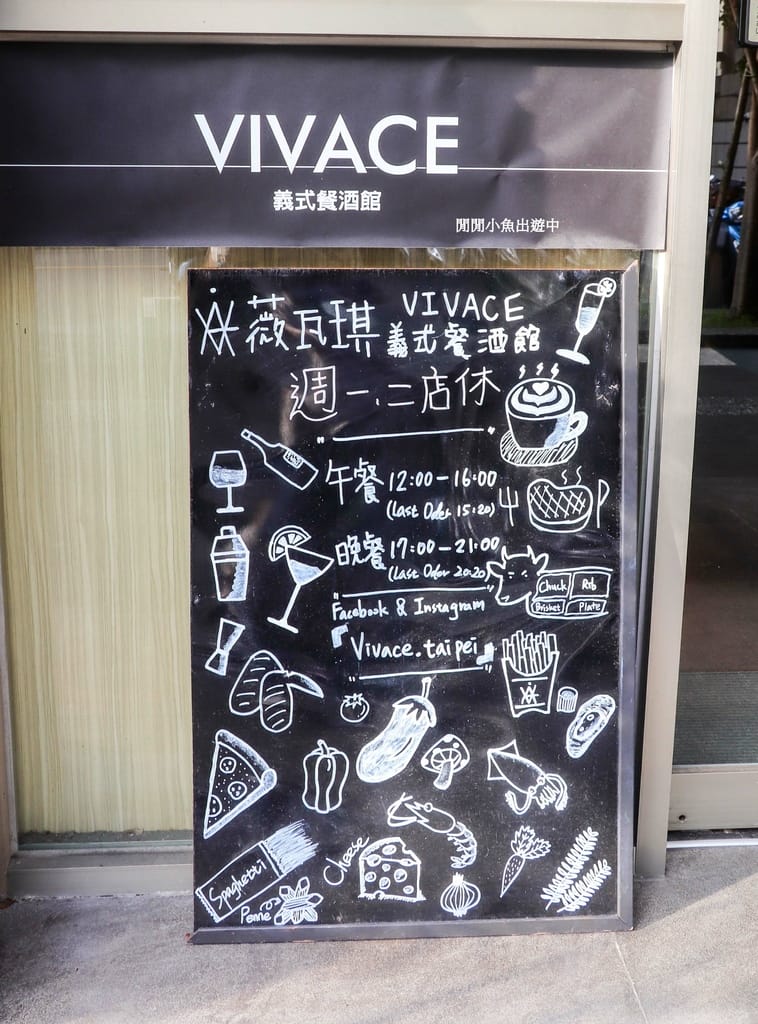 VIVACE
義式餐酒館
閒閒小魚出遊中
薇瓦琪 VIVACE
義式餐酒館
週一、二店休
午餐 12:00-16:00
(Last Oder 15:20)
晚餐 17:00-21:00
(Last Oder 20:20)
Chuck Rib
Brisket Plate
Facebook & Instagram
『Vivace.taipei』
Spaghetti
Cheese
Penne